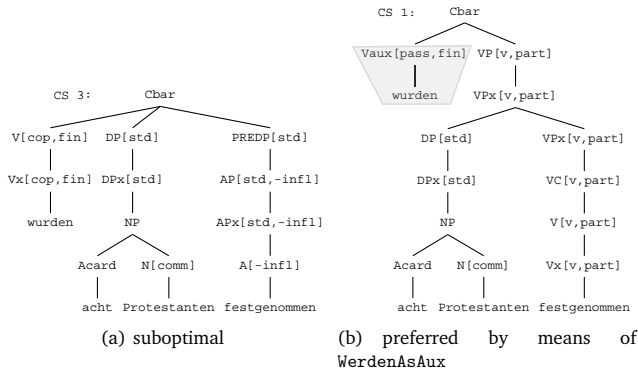 CS 1: Cbar
Vaux[pass,fin] VP[v,part]
wurden VPx[v,part]
DP[std] VPx[v,part]
DPx[std] VC[v,part]
NP V[v,part]
Acard N[comm] Vx[v,part]
acht Protestanten festgenommen
CS 3: Cbar
V[cop,fin] DP[std] PREDP[std]
Vx[cop,fin] DPx[std] AP[std,-infl]
wurden NP APx[std,-infl]
Acard N[comm] A[-infl]
acht Protestanten festgenommen
(a) suboptimal
(b) preferred by means of
WerdenAsAux